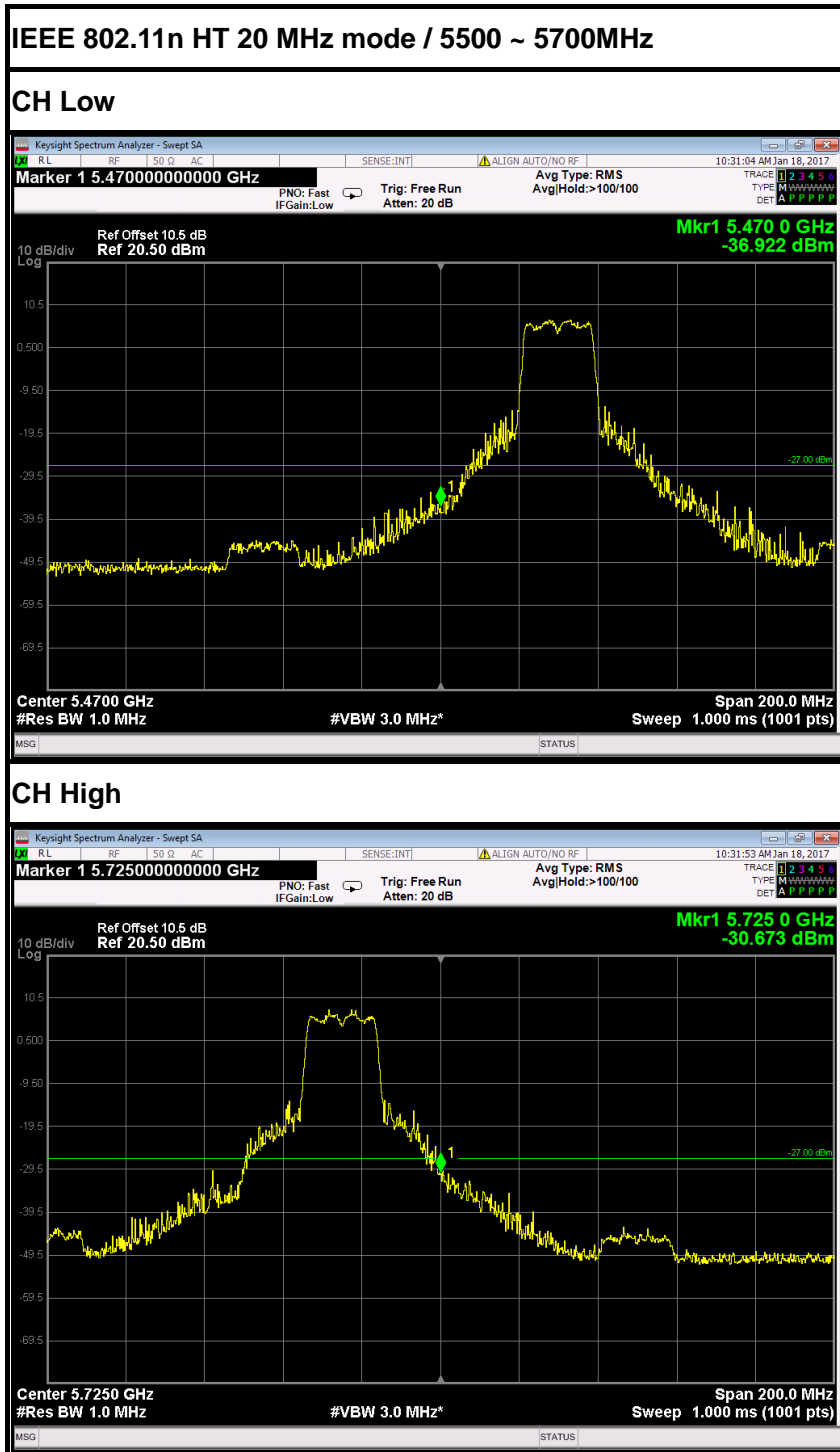 IEEE 802.11n HT 20 MHz mode / 5500 ~ 5700MHz
CH Low
Keysight Spectrum Analyzer - Swept SA
LXI RL RF 50 Ω AC SENSE:INT ALIGN AUTO/NO RF 10:31:04 AM Jan 18, 2017
Marker 1 5.470000000000 GHz Avg Type: RMS TRACE 1 2 3 4 5 6
PNO: Fast Trig: Free Run Avg|Hold:>100/100 TYPE M W W W W W
IFGain:Low Atten: 20 dB DET A P P P P P
Mkr1 5.470 0 GHz
-36.922 dBm
Ref Offset 10.5 dB
10 dB/div Ref 20.50 dBm
Log
10.5
0.500
-9.50
-19.5
-27.00 dBm
-29.5
1
-39.5
-49.5
-59.5
-69.5
Center 5.4700 GHz Span 200.0 MHz
#Res BW 1.0 MHz #VBW 3.0 MHz* Sweep 1.000 ms (1001 pts)
MSG STATUS
CH High
Keysight Spectrum Analyzer - Swept SA
LXI RL RF 50 Ω AC SENSE:INT ALIGN AUTO/NO RF 10:31:53 AM Jan 18, 2017
Marker 1 5.725000000000 GHz Avg Type: RMS TRACE 1 2 3 4 5 6
PNO: Fast Trig: Free Run Avg|Hold:>100/100 TYPE M W W W W W
IFGain:Low Atten: 20 dB DET A P P P P P
Mkr1 5.725 0 GHz
-30.673 dBm
Ref Offset 10.5 dB
10 dB/div Ref 20.50 dBm
Log
10.5
0.500
-9.50
-19.5
1
-27.00 dBm
-29.5
-39.5
-49.5
-59.5
-69.5
Center 5.7250 GHz Span 200.0 MHz
#Res BW 1.0 MHz #VBW 3.0 MHz* Sweep 1.000 ms (1001 pts)
MSG STATUS